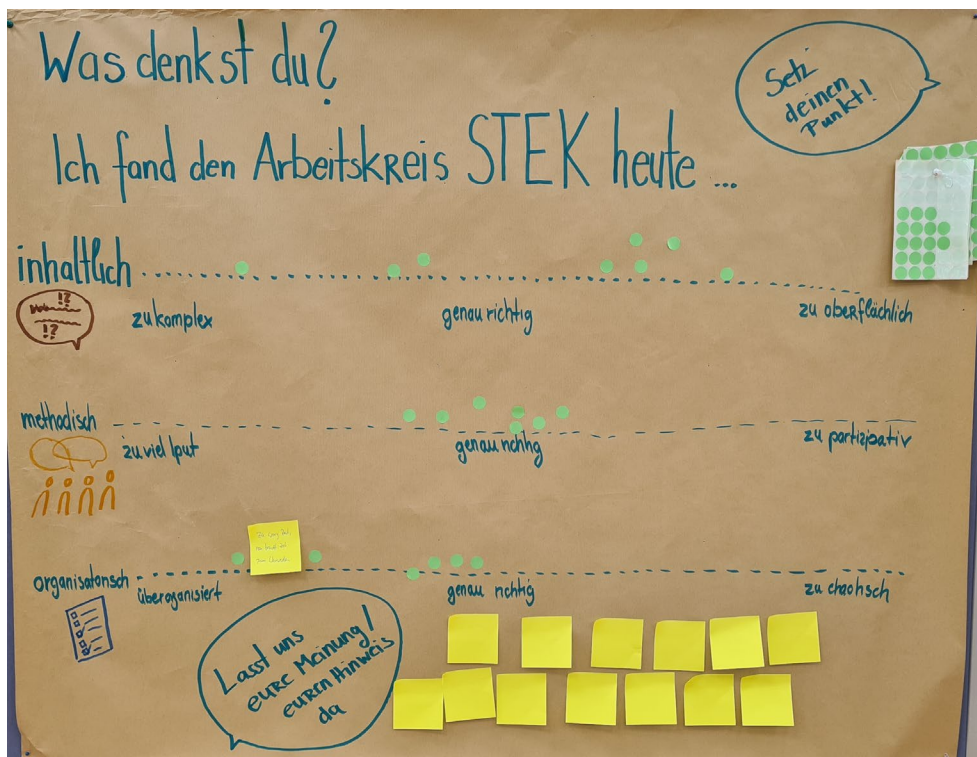 Was denkst du?
Setz'
deinen
Punkt!
Ich fand den Arbeitskreis STEK heute ...
inhaltlich
!?
!?
zu komplex genau richtig zu oberflächlich
methodisch
zu viel Iput genau richtig zu partizipativ
organisatorisch
überoganisiert genau richtig zu chaotisch
Lasst uns
eure Meinung /
euren Hinweis
da